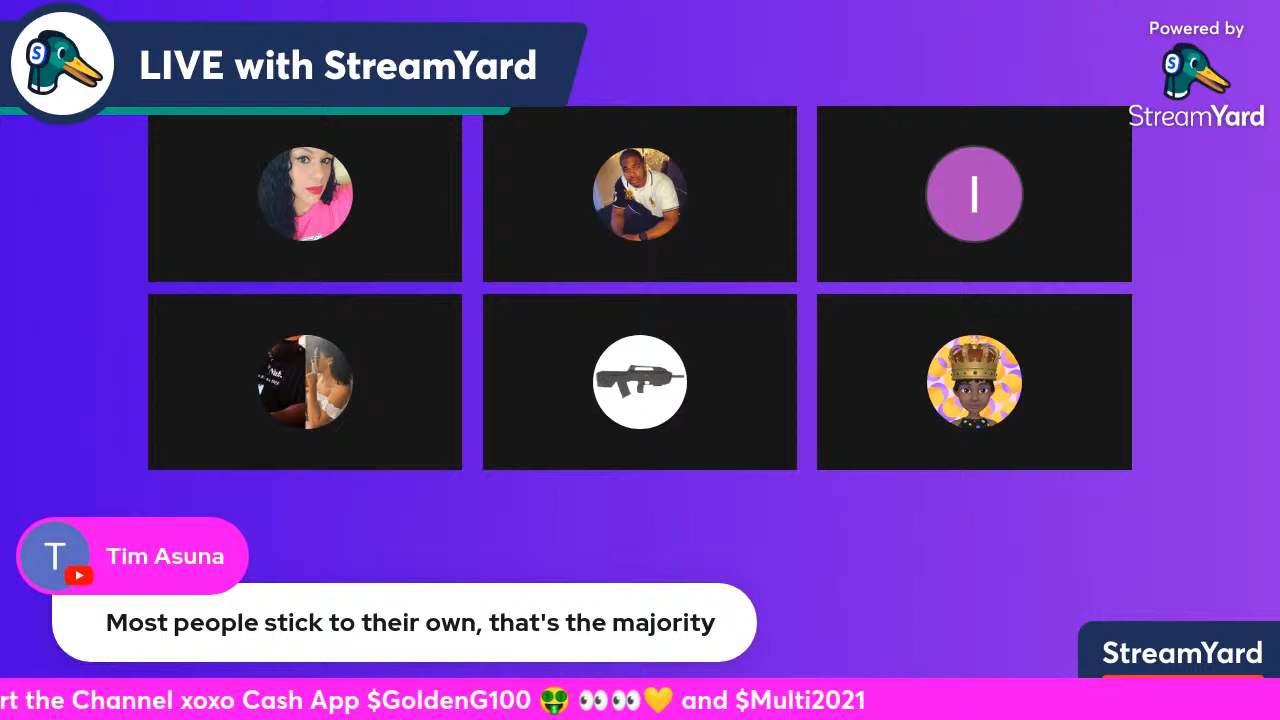 S
LIVE with StreamYard
Powered by
S
StreamYard
I
T
Tim Asuna
Most people stick to their own, that's the majority
StreamYard
rt the Channel xoxo Cash App $GoldenG100 🤑 👀👀💛 and $Multi2021